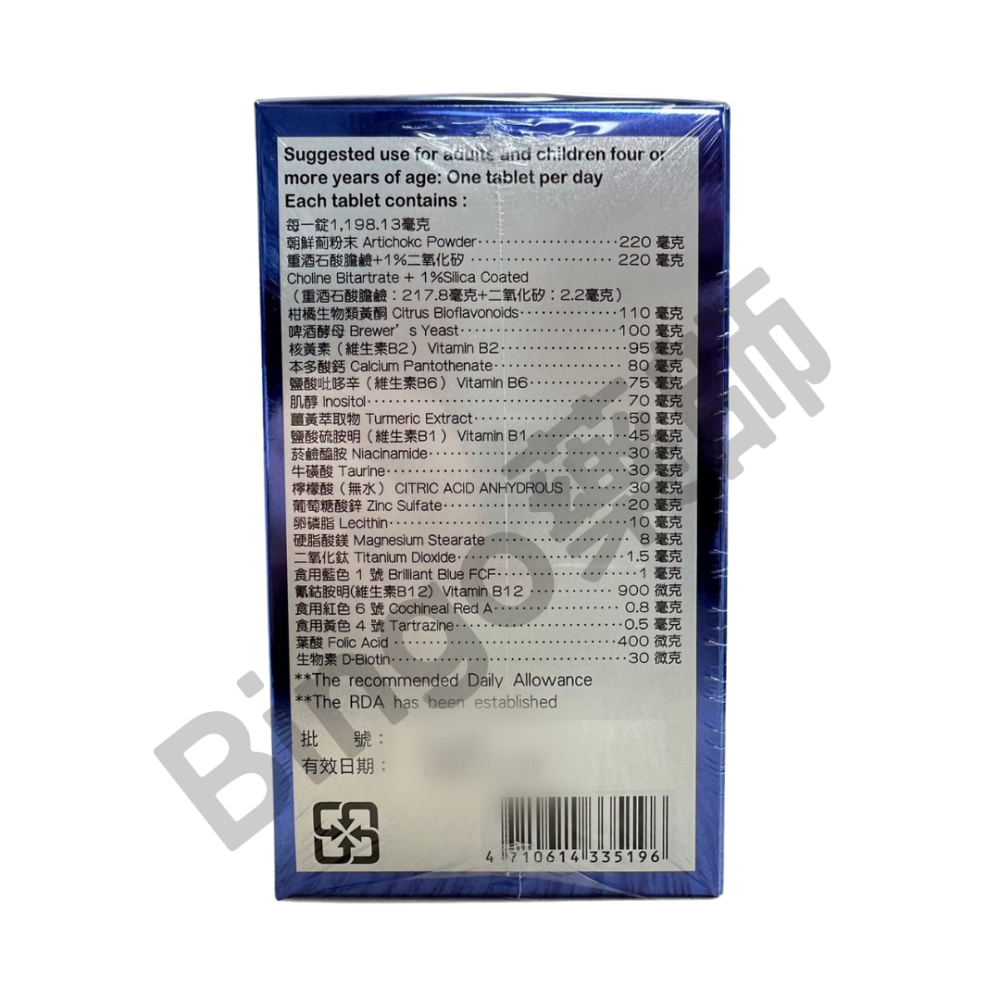 Suggested use for adults and children four or
more years of age: One tablet per day
Each tablet contains :
每一錠1,198.13毫克
朝鮮薊粉末 Artichokc Powder 220 毫克
重酒石酸膽鹼+1%二氧化矽 220 毫克
Choline Bitartrate + 1%Silica Coated
（重酒石酸膽鹼：217.8毫克+二氧化矽：2.2毫克）
柑橘生物類黃酮 Citrus Bioflavonoids 110 毫克
啤酒酵母 Brewer's Yeast 100 毫克
核黃素（維生素B2）Vitamin B2 95 毫克
本多酸鈣 Calcium Pantothenate 80 毫克
鹽酸吡哆辛（維生素B6）Vitamin B6 75 毫克
肌醇 Inositol 70 毫克
薑黃萃取物 Turmeric Extract 50 毫克
鹽酸硫胺明（維生素B1）Vitamin B1 45 毫克
菸鹼醯胺 Niacinamide 30 毫克
牛磺酸 Taurine 30 毫克
檸檬酸（無水）CITRIC ACID ANHYDROUS 30 毫克
葡萄糖酸鋅 Zinc Sulfate 20 毫克
卵磷脂 Lecithin 10 毫克
硬脂酸鎂 Magnesium Stearate 8 毫克
二氧化鈦 Titanium Dioxide 1.5 毫克
食用藍色 1 號 Brilliant Blue FCF 1 毫克
氰鈷胺明(維生素B12) Vitamin B12 900 微克
食用紅色 6 號 Cochineal Red A 0.8 毫克
食用黃色 4 號 Tartrazine 0.5 毫克
葉酸 Folic Acid 400 微克
生物素 D-Biotin 30 微克
**The recommended Daily Allowance
**The RDA has been established
批　號：
有效日期：
4 710614 335196
Bingo藥師